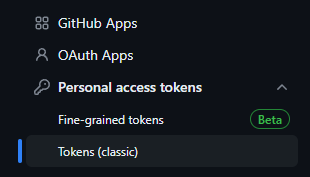 GitHub Apps
OAuth Apps
Personal access tokens
Fine-grained tokens Beta
Tokens (classic)